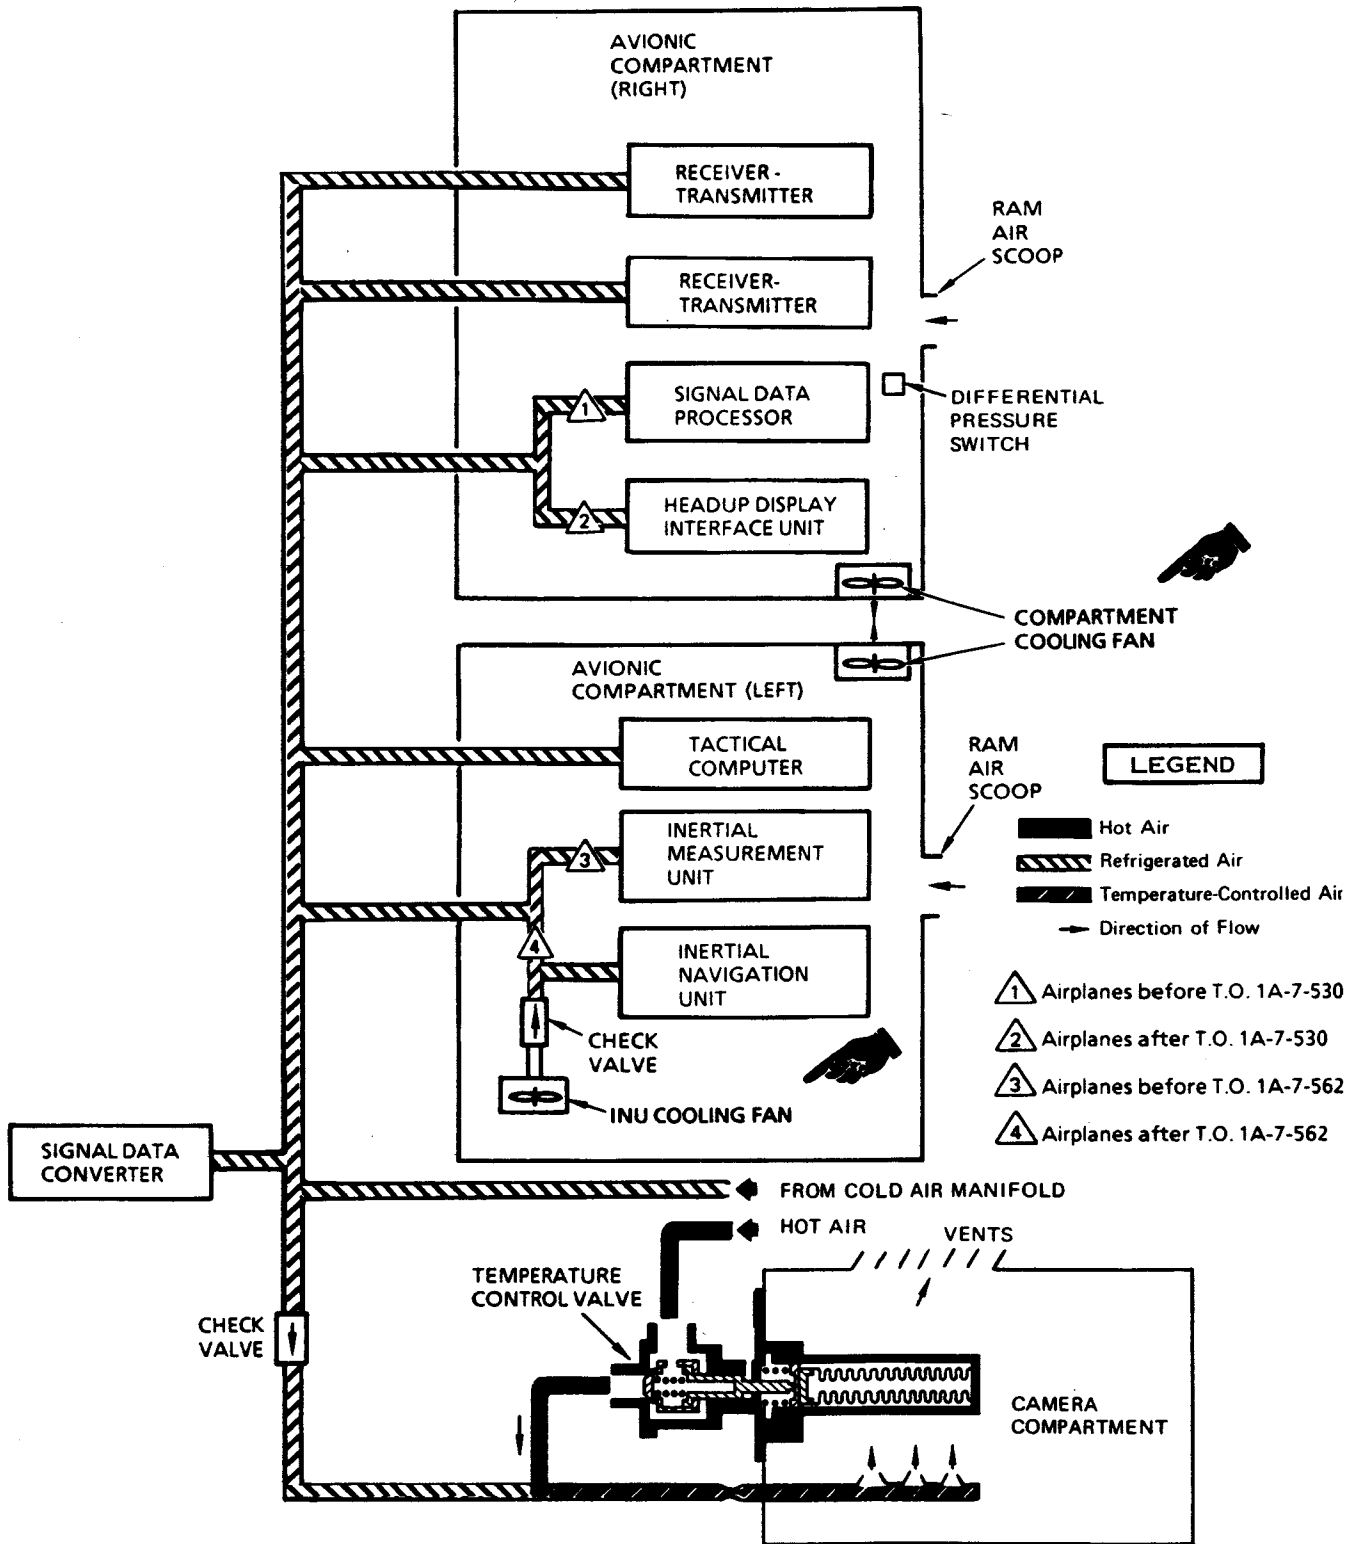 AVIONIC
COMPARTMENT
(RIGHT)
RECEIVER -
TRANSMITTER
RAM
AIR
SCOOP
RECEIVER-
TRANSMITTER
1
SIGNAL DATA
PROCESSOR
DIFFERENTIAL
PRESSURE
SWITCH
2
HEADUP DISPLAY
INTERFACE UNIT
COMPARTMENT
COOLING FAN
AVIONIC
COMPARTMENT (LEFT)
TACTICAL
COMPUTER
RAM
AIR
SCOOP
LEGEND
Hot Air
Refrigerated Air
Temperature-Controlled Air
Direction of Flow
3
INERTIAL
MEASUREMENT
UNIT
4
INERTIAL
NAVIGATION
UNIT
1 Airplanes before T.O. 1A-7-530
2 Airplanes after T.O. 1A-7-530
3 Airplanes before T.O. 1A-7-562
4 Airplanes after T.O. 1A-7-562
CHECK
VALVE
INU COOLING FAN
SIGNAL DATA
CONVERTER
FROM COLD AIR MANIFOLD
HOT AIR
VENTS
TEMPERATURE
CONTROL VALVE
CHECK
VALVE
CAMERA
COMPARTMENT